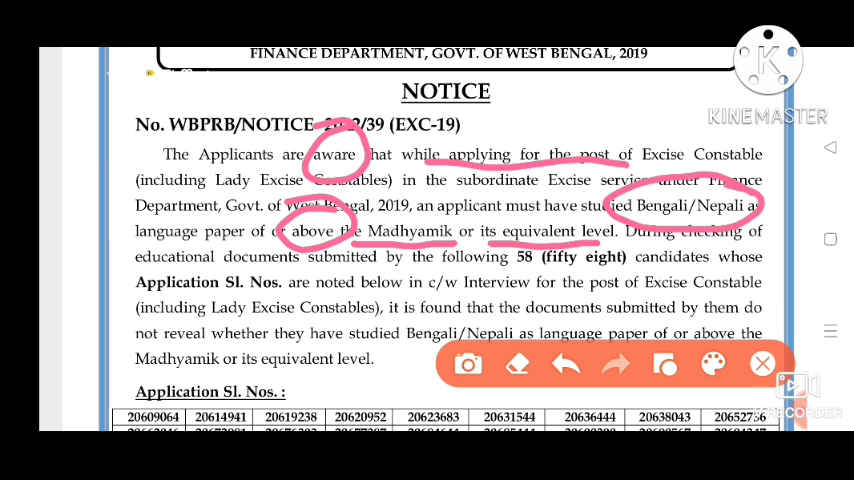 FINANCE DEPARTMENT, GOVT. OF WEST BENGAL, 2019
NOTICE
No. WBPRB/NOTICE-2022/39 (EXC-19)
The Applicants are aware that while applying for the post of Excise Constable
(including Lady Excise Constables) in the subordinate Excise service under Finance
Department, Govt. of West Bengal, 2019, an applicant must have studied Bengali/Nepali as
language paper of or above the Madhyamik or its equivalent level. During checking of
educational documents submitted by the following 58 (fifty eight) candidates whose
Application Sl. Nos. are noted below in c/w Interview for the post of Excise Constable
(including Lady Excise Constables), it is found that the documents submitted by them do
not reveal whether they have studied Bengali/Nepali as language paper of or above the
Madhyamik or its equivalent level.
Application Sl. Nos. :
20609064 20614941 20619238 20620952 20623683 20631544 20636444 20638043 20652756
K
KINEMASTER
RECORDER